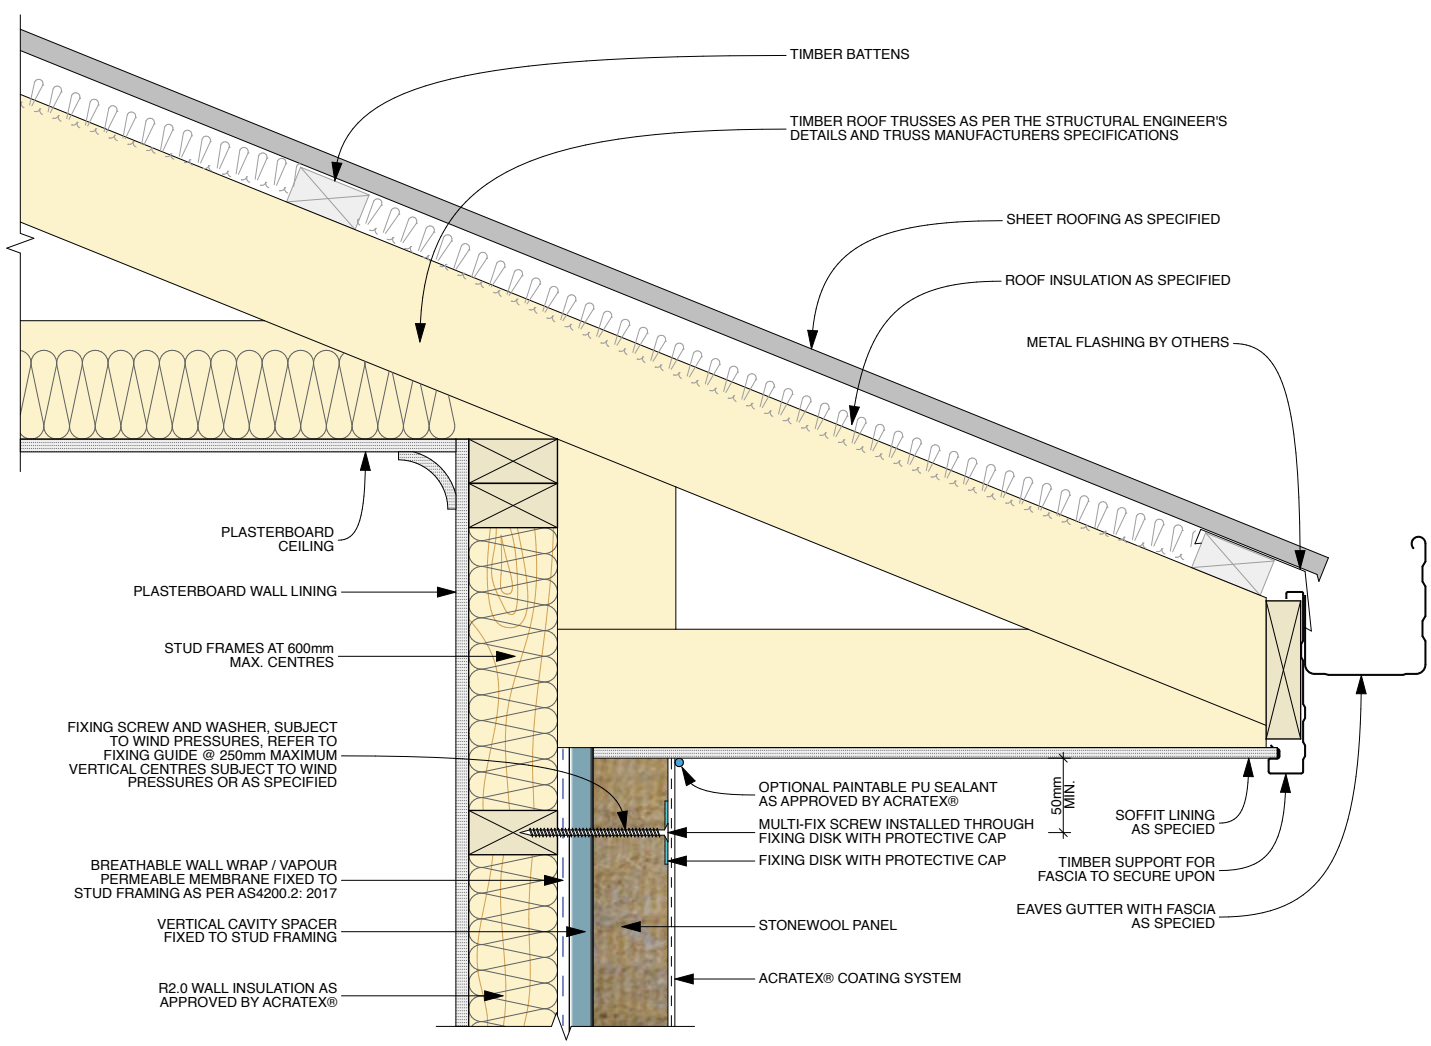 TIMBER BATTENS
TIMBER ROOF TRUSSES AS PER THE STRUCTURAL ENGINEER'S
DETAILS AND TRUSS MANUFACTURERS SPECIFICATIONS
SHEET ROOFING AS SPECIFIED
ROOF INSULATION AS SPECIFIED
METAL FLASHING BY OTHERS
PLASTERBOARD
CEILING
PLASTERBOARD WALL LINING
STUD FRAMES AT 600mm
MAX. CENTRES
FIXING SCREW AND WASHER, SUBJECT
TO WIND PRESSURES, REFER TO
FIXING GUIDE @ 250mm MAXIMUM
VERTICAL CENTRES SUBJECT TO WIND
PRESSURES OR AS SPECIFIED
BREATHABLE WALL WRAP / VAPOUR
PERMEABLE MEMBRANE FIXED TO
STUD FRAMING AS PER AS4200.2: 2017
VERTICAL CAVITY SPACER
FIXED TO STUD FRAMING
R2.0 WALL INSULATION AS
APPROVED BY ACRATEX®
OPTIONAL PAINTABLE PU SEALANT
AS APPROVED BY ACRATEX®
MULTI-FIX SCREW INSTALLED THROUGH
FIXING DISK WITH PROTECTIVE CAP
FIXING DISK WITH PROTECTIVE CAP
STONEWOOL PANEL
ACRATEX® COATING SYSTEM
50mm
MIN.
SOFFIT LINING
AS SPECIED
TIMBER SUPPORT FOR
FASCIA TO SECURE UPON
EAVES GUTTER WITH FASCIA
AS SPECIED